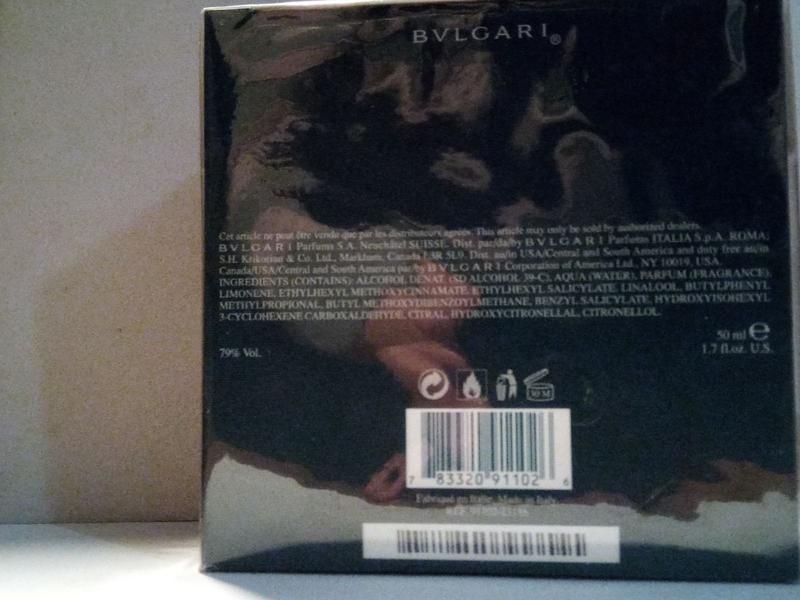 BVLGARI®
Cet article ne peut être vendu que par les distributeurs agréés. This article may only be sold by authorized dealers.
BVLGARI Parfums S.A. Neuchâtel SUISSE. Dist. par/da/by BVLGARI Parfums ITALIA S.p.A. ROMA;
S.H. Krikorian & Co. Ltd., Markham, Canada L3R 5L9. Dist. au/in USA/Central and South America and duty free au/in
Canada/USA/Central and South America par/by BVLGARI Corporation of America Ltd., NY 10019, USA.
INGREDIENTS (CONTAINS): ALCOHOL DENAT. (SD ALCOHOL 39-C), AQUA (WATER), PARFUM (FRAGRANCE),
LIMONENE, ETHYLHEXYL METHOXYCINNAMATE, ETHYLHEXYL SALICYLATE, LINALOOL, BUTYLPHENYL
METHYLPROPIONAL, BUTYL METHOXYDIBENZOYLMETHANE, BENZYL SALICYLATE, HYDROXYISOHEXYL
3-CYCLOHEXENE CARBOXALDEHYDE, CITRAL, HYDROXYCITRONELLAL, CITRONELLOL.
50 ml e
79% Vol. 1.7 fl.oz. U.S.
30 M
7 83320 91102 6
Fabriqué en Italie. Made in Italy
REF.